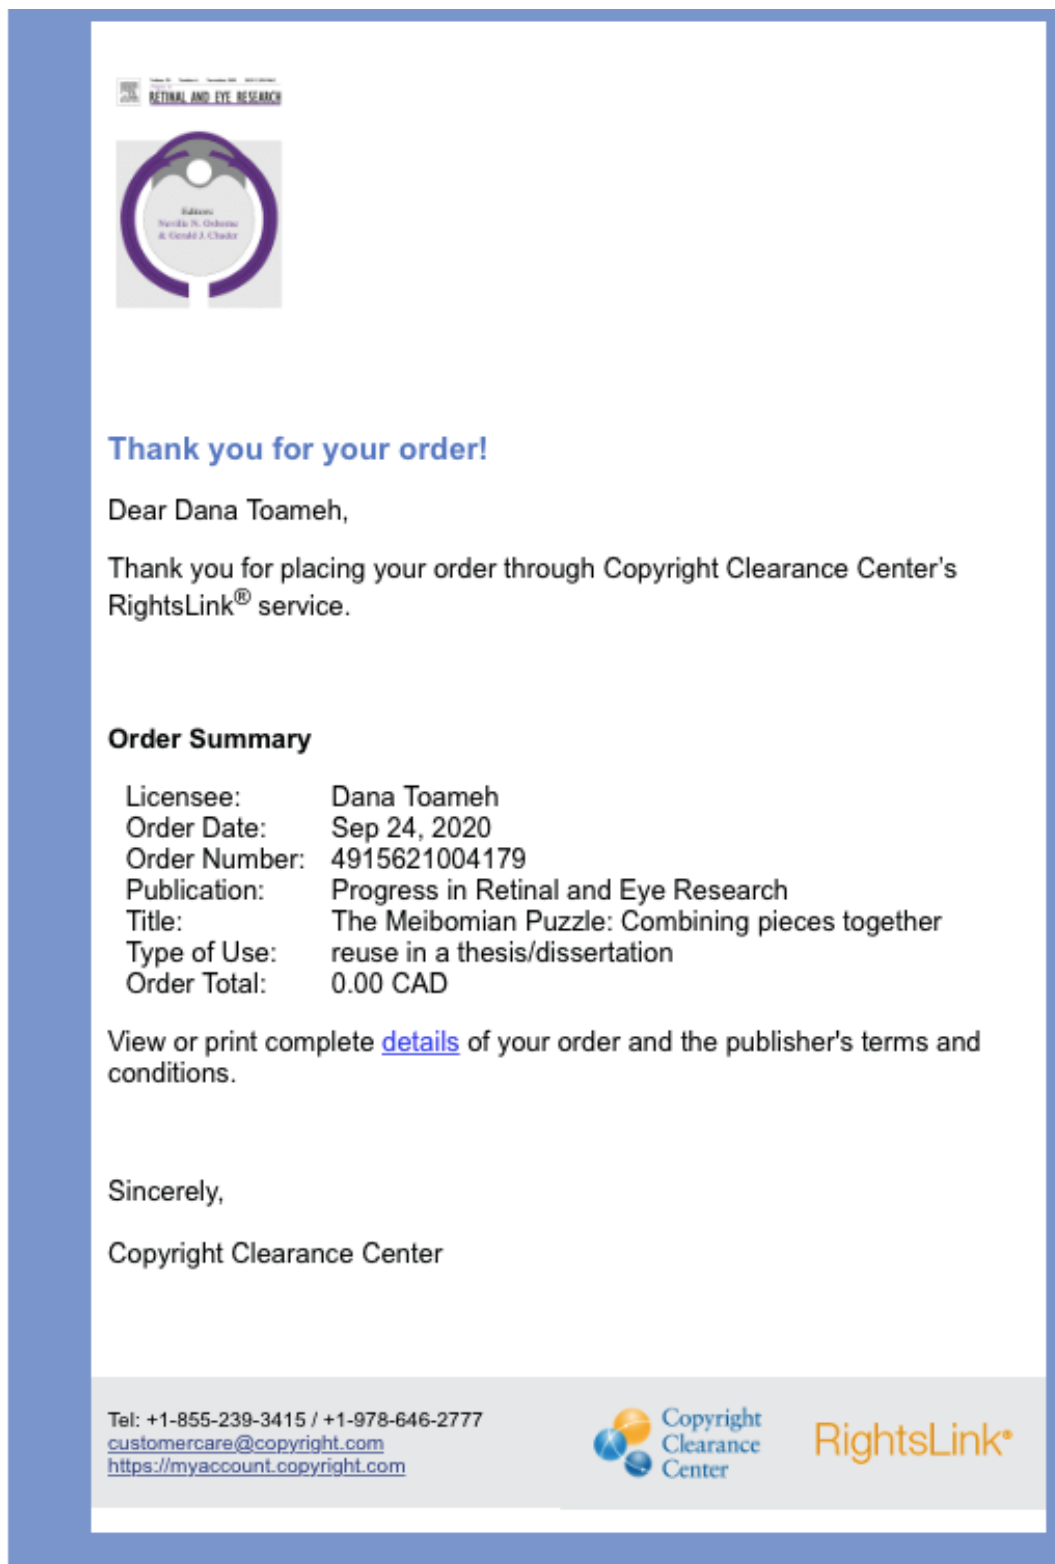 RETINAL AND EYE RESEARCH
Editors:
Neville N. Osborne
& Gerald J. Chader
Thank you for your order!
Dear Dana Toameh,
Thank you for placing your order through Copyright Clearance Center's
RightsLink® service.
Order Summary
Licensee: Dana Toameh
Order Date: Sep 24, 2020
Order Number: 4915621004179
Publication: Progress in Retinal and Eye Research
Title: The Meibomian Puzzle: Combining pieces together
Type of Use: reuse in a thesis/dissertation
Order Total: 0.00 CAD
View or print complete details of your order and the publisher's terms and
conditions.
Sincerely,
Copyright Clearance Center
Tel: +1-855-239-3415 / +1-978-646-2777
customercare@copyright.com
https://myaccount.copyright.com
Copyright
Clearance
Center
RightsLink®